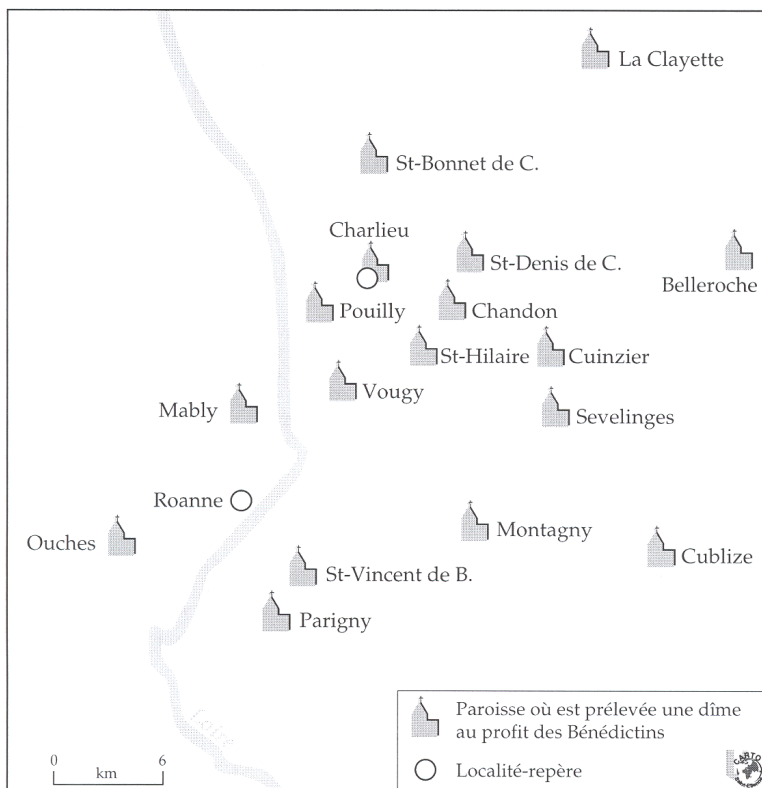 La Clayette
St-Bonnet de C.
Charlieu
St-Denis de C.
Belleroche
Pouilly
Chandon
St-Hilaire
Cuinzier
Vougy
Mably
Sevelinges
Roanne
Montagny
Ouches
Cublize
St-Vincent de B.
Parigny
Loire
Paroisse où est prélevée une dîme
au profit des Bénédictins
Localité-repère
0 6
km
CARTO